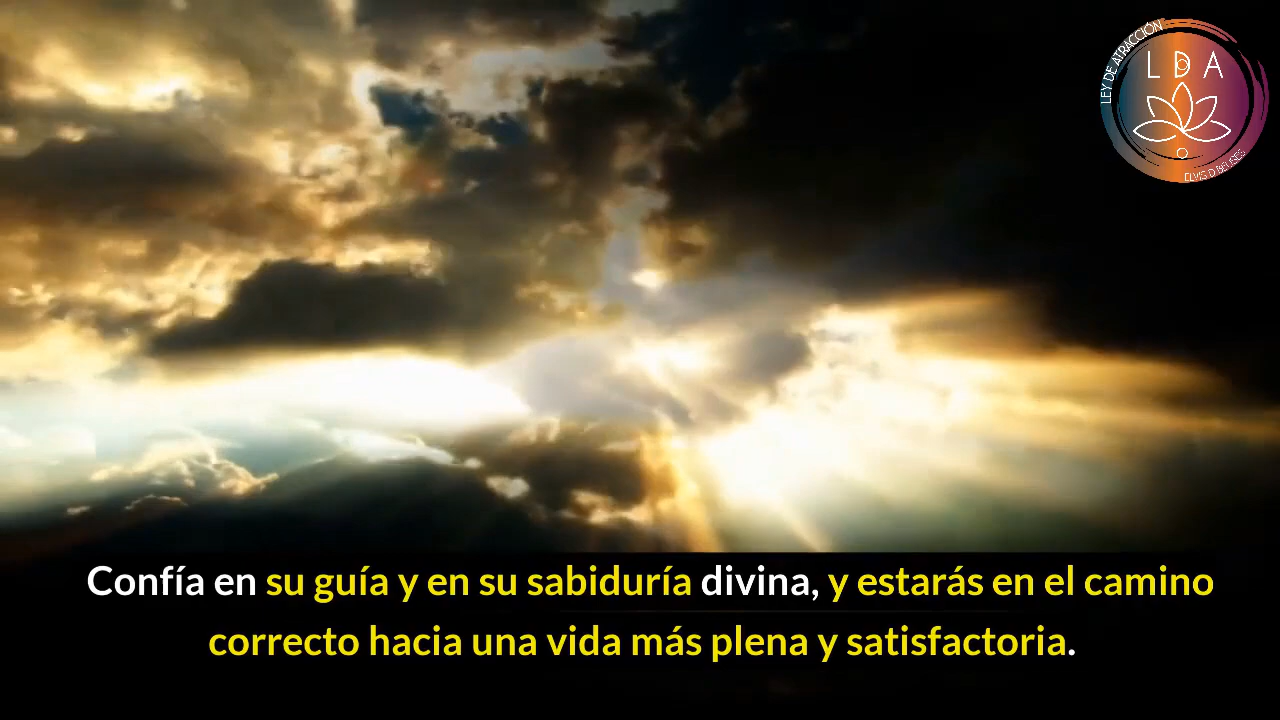 LEY DE ATRACCIÓN
LDA
Confía en su guía y en su sabiduría divina, y estarás en el camino
correcto hacia una vida más plena y satisfactoria.